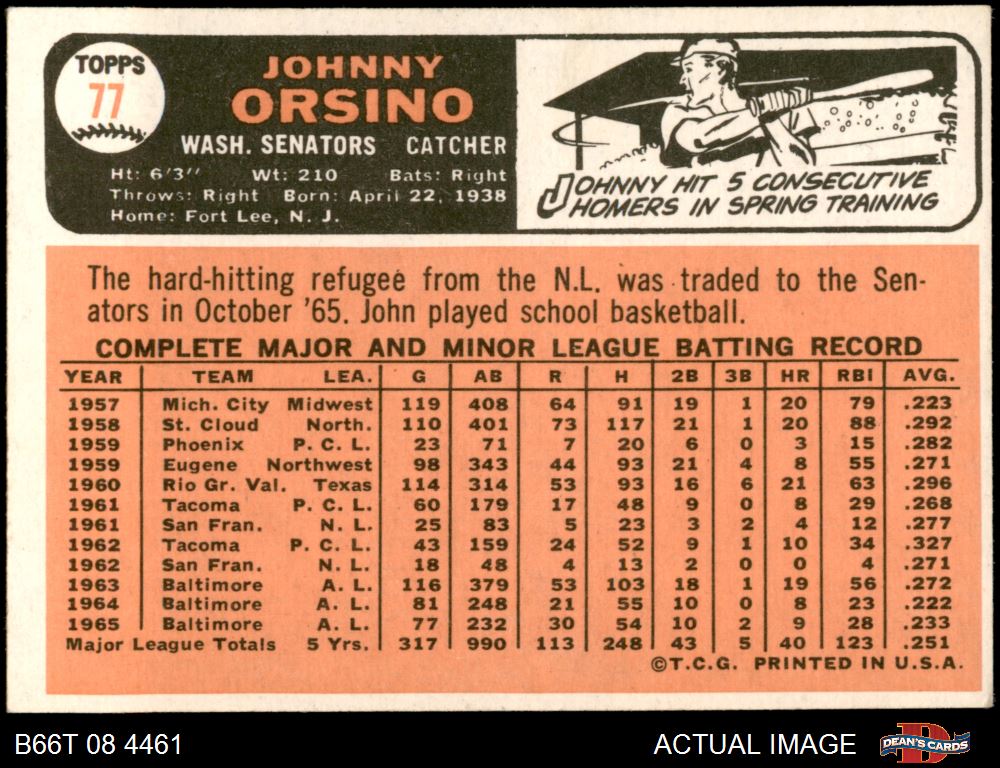 TOPPS
77
JOHNNY
ORSINO
WASH. SENATORS CATCHER
Ht: 6'3" Wt: 210 Bats: Right
Throws: Right Born: April 22, 1938
Home: Fort Lee, N. J.
JOHNNY HIT 5 CONSECUTIVE
HOMERS IN SPRING TRAINING
The hard-hitting refugee from the N.L. was traded to the Sen-
ators in October '65. John played school basketball.
COMPLETE MAJOR AND MINOR LEAGUE BATTING RECORD
YEAR TEAM LEA. G AB R H 2B 3B HR RBI AVG.
1957 Mich. City Midwest 119 408 64 91 19 1 20 79 .223
1958 St. Cloud North. 110 401 73 117 21 1 20 88 .292
1959 Phoenix P. C. L. 23 71 7 20 6 0 3 15 .282
1959 Eugene Northwest 98 343 44 93 21 4 8 55 .271
1960 Rio Gr. Val. Texas 114 314 53 93 16 6 21 63 .296
1961 Tacoma P. C. L. 60 179 17 48 9 0 8 29 .268
1961 San Fran. N. L. 25 83 5 23 3 2 4 12 .277
1962 Tacoma P. C. L. 43 159 24 52 9 1 10 34 .327
1962 San Fran. N. L. 18 48 4 13 2 0 0 4 .271
1963 Baltimore A. L. 116 379 53 103 18 1 19 56 .272
1964 Baltimore A. L. 81 248 21 55 10 0 8 23 .222
1965 Baltimore A. L. 77 232 30 54 10 2 9 28 .233
Major League Totals 5 Yrs. 317 990 113 248 43 5 40 123 .251
©T.C.G. PRINTED IN U.S.A.
B66T 08 4461
ACTUAL IMAGE
DEAN'S CARDS